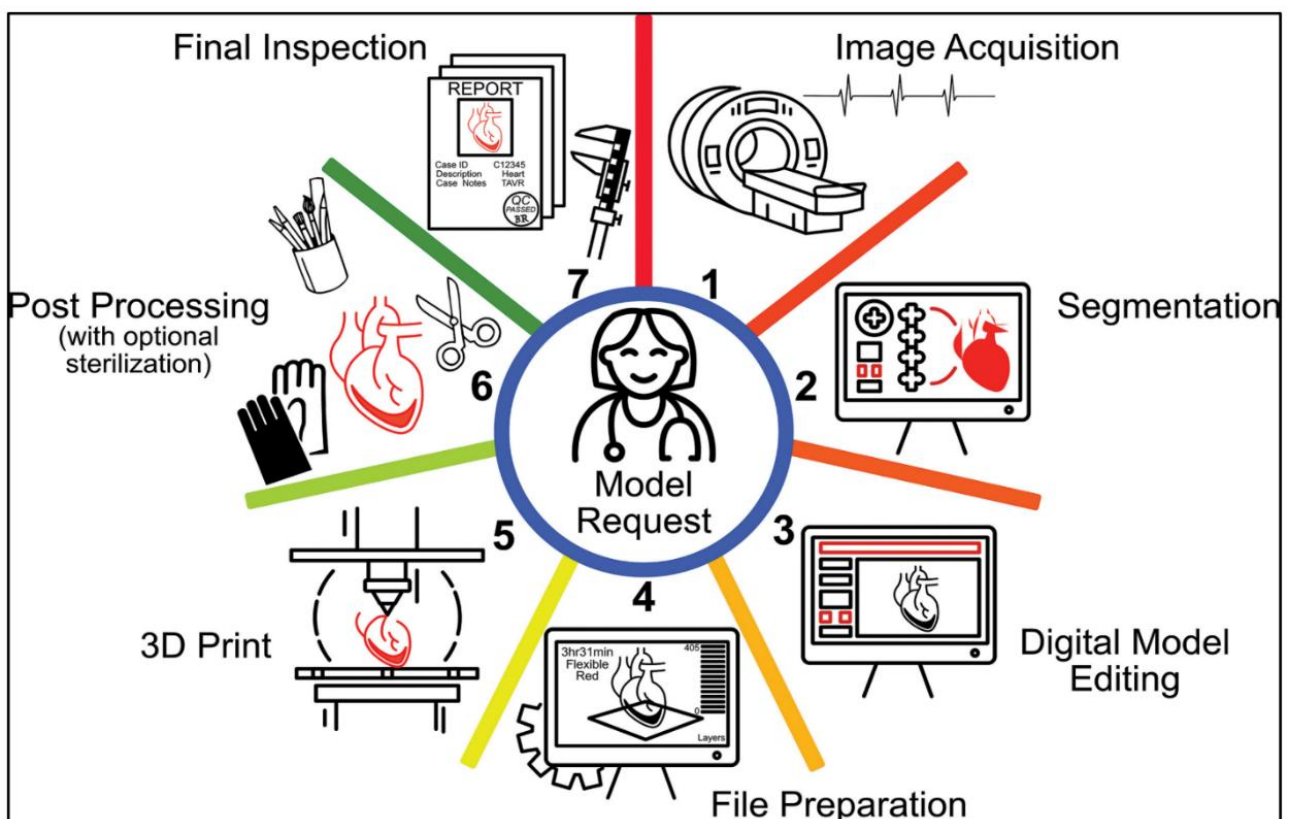 Final Inspection
Image Acquisition
REPORT
Case ID C12345
Description Heart
Case Notes TAVR
QC
PASSED
BR
7
1
Post Processing
(with optional
sterilization)
Segmentation
6
2
Model
Request
5
3
4
3D Print
3hr31min
Flexible
Red
405
0
Layers
Digital Model
Editing
File Preparation